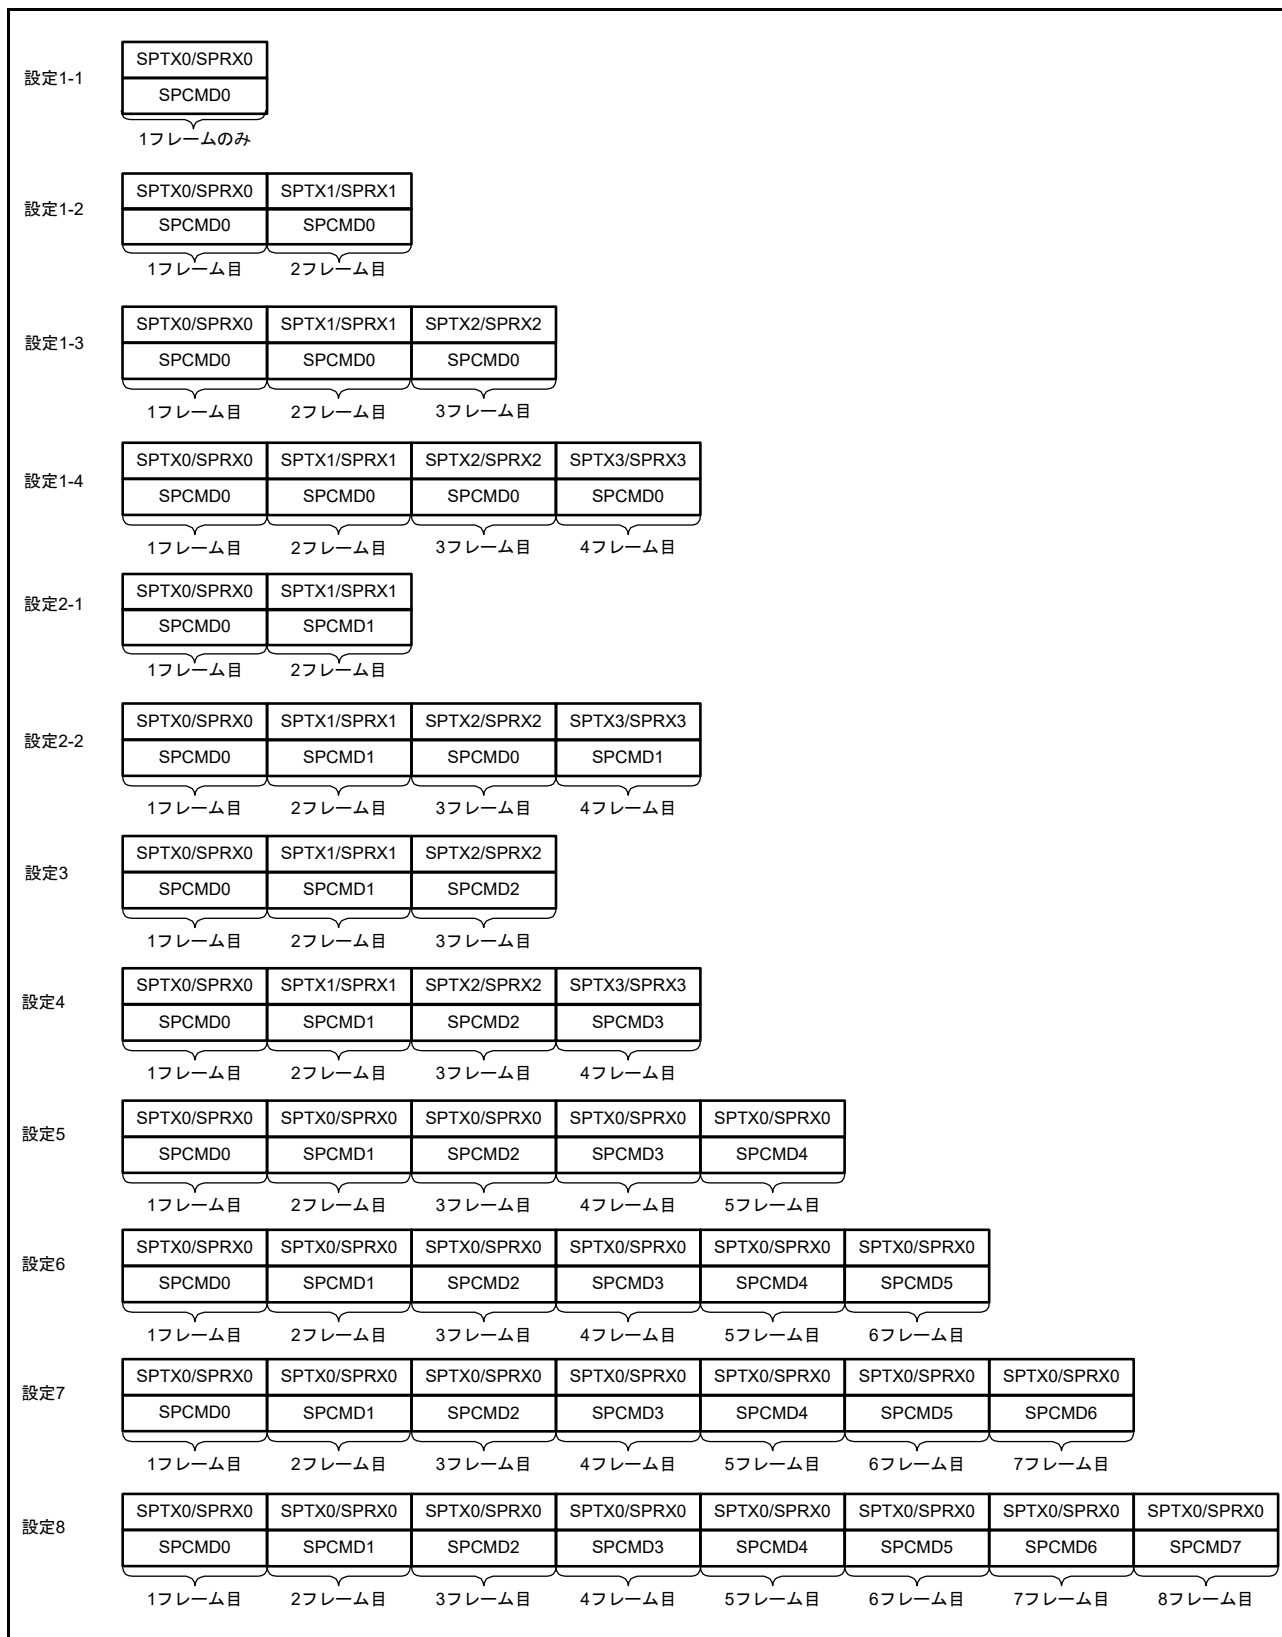 設定1-1
SPTX0/SPRX0
SPCMD0
1フレームのみ
設定1-2
SPTX0/SPRX0 SPTX1/SPRX1
SPCMD0 SPCMD0
1フレーム目 2フレーム目
設定1-3
SPTX0/SPRX0 SPTX1/SPRX1 SPTX2/SPRX2
SPCMD0 SPCMD0 SPCMD0
1フレーム目 2フレーム目 3フレーム目
設定1-4
SPTX0/SPRX0 SPTX1/SPRX1 SPTX2/SPRX2 SPTX3/SPRX3
SPCMD0 SPCMD0 SPCMD0 SPCMD0
1フレーム目 2フレーム目 3フレーム目 4フレーム目
設定2-1
SPTX0/SPRX0 SPTX1/SPRX1
SPCMD0 SPCMD1
1フレーム目 2フレーム目
設定2-2
SPTX0/SPRX0 SPTX1/SPRX1 SPTX2/SPRX2 SPTX3/SPRX3
SPCMD0 SPCMD1 SPCMD0 SPCMD1
1フレーム目 2フレーム目 3フレーム目 4フレーム目
設定3
SPTX0/SPRX0 SPTX1/SPRX1 SPTX2/SPRX2
SPCMD0 SPCMD1 SPCMD2
1フレーム目 2フレーム目 3フレーム目
設定4
SPTX0/SPRX0 SPTX1/SPRX1 SPTX2/SPRX2 SPTX3/SPRX3
SPCMD0 SPCMD1 SPCMD2 SPCMD3
1フレーム目 2フレーム目 3フレーム目 4フレーム目
設定5
SPTX0/SPRX0 SPTX0/SPRX0 SPTX0/SPRX0 SPTX0/SPRX0 SPTX0/SPRX0
SPCMD0 SPCMD1 SPCMD2 SPCMD3 SPCMD4
1フレーム目 2フレーム目 3フレーム目 4フレーム目 5フレーム目
設定6
SPTX0/SPRX0 SPTX0/SPRX0 SPTX0/SPRX0 SPTX0/SPRX0 SPTX0/SPRX0 SPTX0/SPRX0
SPCMD0 SPCMD1 SPCMD2 SPCMD3 SPCMD4 SPCMD5
1フレーム目 2フレーム目 3フレーム目 4フレーム目 5フレーム目 6フレーム目
設定7
SPTX0/SPRX0 SPTX0/SPRX0 SPTX0/SPRX0 SPTX0/SPRX0 SPTX0/SPRX0 SPTX0/SPRX0 SPTX0/SPRX0
SPCMD0 SPCMD1 SPCMD2 SPCMD3 SPCMD4 SPCMD5 SPCMD6
1フレーム目 2フレーム目 3フレーム目 4フレーム目 5フレーム目 6フレーム目 7フレーム目
設定8
SPTX0/SPRX0 SPTX0/SPRX0 SPTX0/SPRX0 SPTX0/SPRX0 SPTX0/SPRX0 SPTX0/SPRX0 SPTX0/SPRX0 SPTX0/SPRX0
SPCMD0 SPCMD1 SPCMD2 SPCMD3 SPCMD4 SPCMD5 SPCMD6 SPCMD7
1フレーム目 2フレーム目 3フレーム目 4フレーム目 5フレーム目 6フレーム目 7フレーム目 8フレーム目